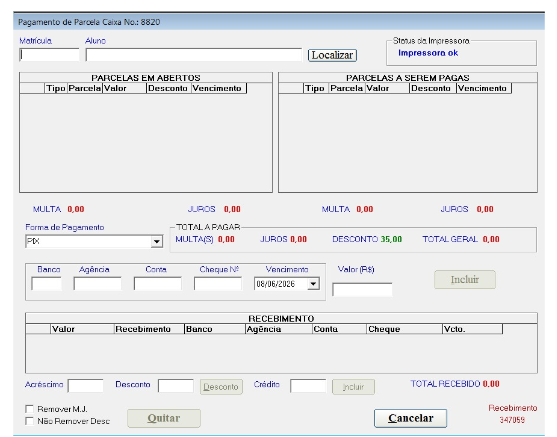 Pagamento de Parcela Caixa No.: 8820
Matrícula Aluno
Localizar
Status da Impressora
Impressora ok
PARCELAS EM ABERTOS
Tipo Parcela Valor Desconto Vencimento
PARCELAS A SEREM PAGAS
Tipo Parcela Valor Desconto Vencimento
MULTA 0,00 JUROS 0,00
MULTA 0,00 JUROS 0,00
Forma de Pagamento
PIX
TOTAL A PAGAR
MULTA(S) 0,00 JUROS 0,00 DESCONTO 35,00 TOTAL GERAL 0,00
Banco Agência Conta Cheque Nº Vencimento Valor (R$)
08/06/2026
Incluir
RECEBIMENTO
Valor Recebimento Banco Agência Conta Cheque Vcto.
Acréscimo Desconto Desconto Crédito Incluir TOTAL RECEBIDO 0,00
Remover M.J.
Não Remover Desc
Quitar
Cancelar
Recebimento
347059